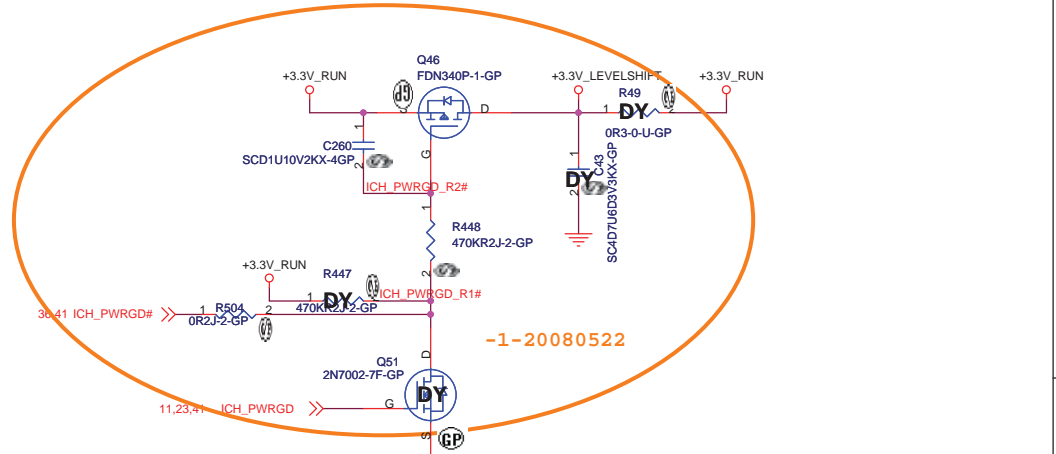 Q46
FDN340P-1-GP
+3.3V_RUN
+3.3V_LEVELSHIFT
+3.3V_RUN
GP
D
R49
1
DY
2
0R3-0-U-GP
1
C260
SCD1U10V2KX-4GP
2
G
1
C43
DY
2
SC4D7U6D3V3KX-GP
ICH_PWRGD_R2#
1
R448
470KR2J-2-GP
2
+3.3V_RUN
R447
1
DY
470KR2J-2-GP
ICH_PWRGD_R1#
ICH_PWRGD#
1
R504
2
0R2J-2-GP
-1-20080522
Q51
2N7002-7F-GP
D
DY
11,23,41
ICH_PWRGD
G
S
GP